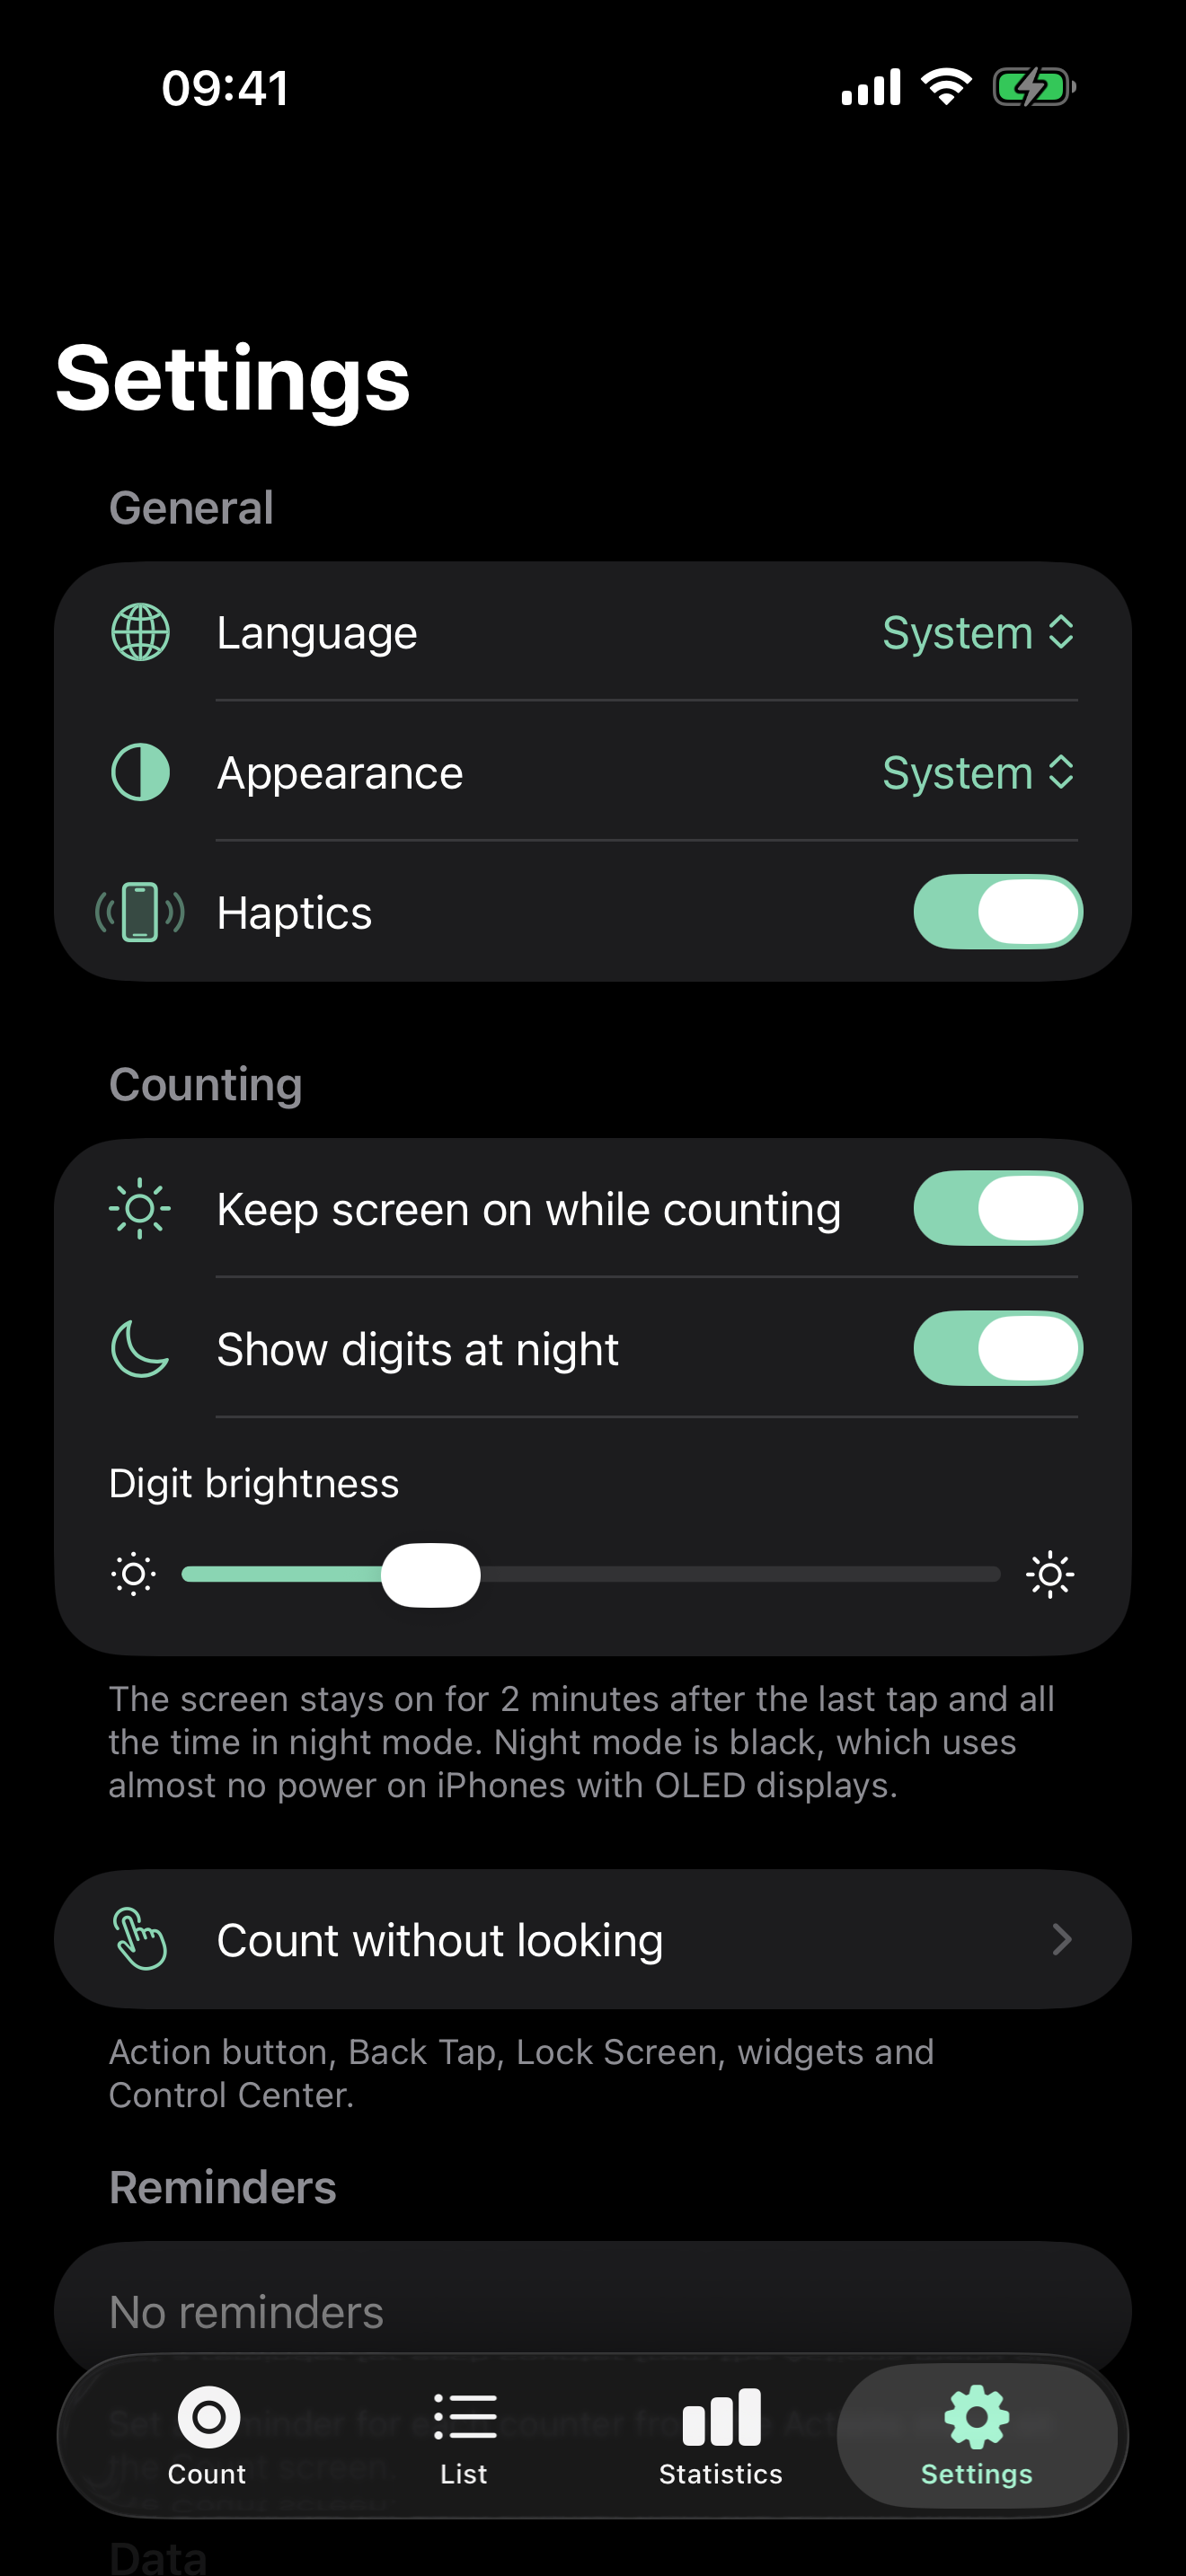 09:41
Settings
General
Language System
Appearance System
Haptics
Counting
Keep screen on while counting
Show digits at night
Digit brightness
The screen stays on for 2 minutes after the last tap and all
the time in night mode. Night mode is black, which uses
almost no power on iPhones with OLED displays.
Count without looking
Action button, Back Tap, Lock Screen, widgets and
Control Center.
Reminders
No reminders
Count List Statistics Settings
Data